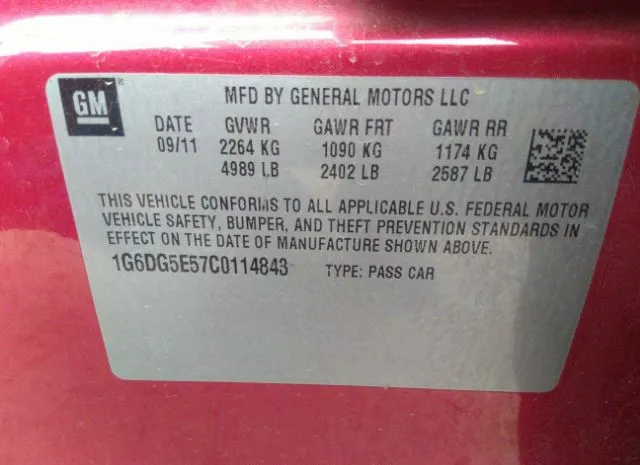 GM®
MFD BY GENERAL MOTORS LLC
DATE GVWR GAWR FRT GAWR RR
09/11 2264 KG 1090 KG 1174 KG
4989 LB 2402 LB 2587 LB
THIS VEHICLE CONFORMS TO ALL APPLICABLE U.S. FEDERAL MOTOR
VEHICLE SAFETY, BUMPER, AND THEFT PREVENTION STANDARDS IN
EFFECT ON THE DATE OF MANUFACTURE SHOWN ABOVE.
1G6DG5E57C0114843 TYPE: PASS CAR